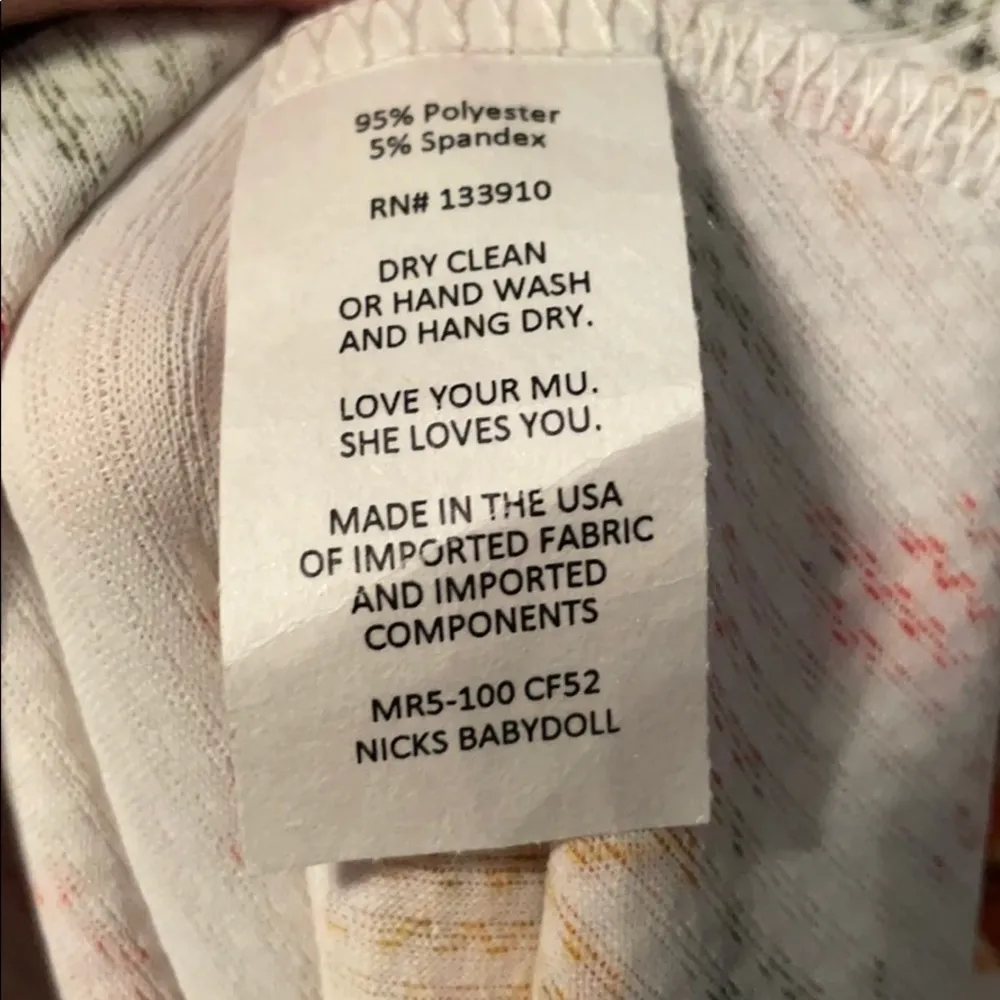 95% Polyester
5% Spandex
RN# 133910
DRY CLEAN
OR HAND WASH
AND HANG DRY.
LOVE YOUR MU.
SHE LOVES YOU.
MADE IN THE USA
OF IMPORTED FABRIC
AND IMPORTED
COMPONENTS
MR5-100 CF52
NICKS BABYDOLL